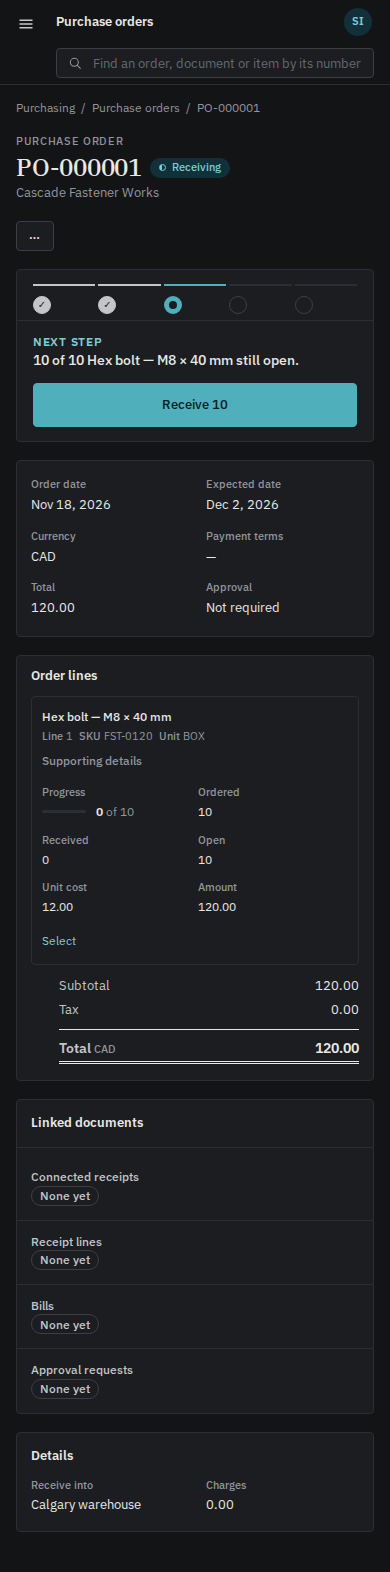 Purchase orders
SI
Find an order, document or item by its number
Purchasing / Purchase orders / PO-000001
PURCHASE ORDER
PO-000001 Receiving
Cascade Fastener Works
...
NEXT STEP
10 of 10 Hex bolt — M8 × 40 mm still open.
Receive 10
Order date Expected date
Nov 18, 2026 Dec 2, 2026
Currency Payment terms
CAD —
Total Approval
120.00 Not required
Order lines
Hex bolt — M8 × 40 mm
Line 1 SKU FST-0120 Unit BOX
Supporting details
Progress Ordered
0 of 10 10
Received Open
0 10
Unit cost Amount
12.00 120.00
Select
Subtotal 120.00
Tax 0.00
Total CAD 120.00
Linked documents
Connected receipts
None yet
Receipt lines
None yet
Bills
None yet
Approval requests
None yet
Details
Receive into Charges
Calgary warehouse 0.00